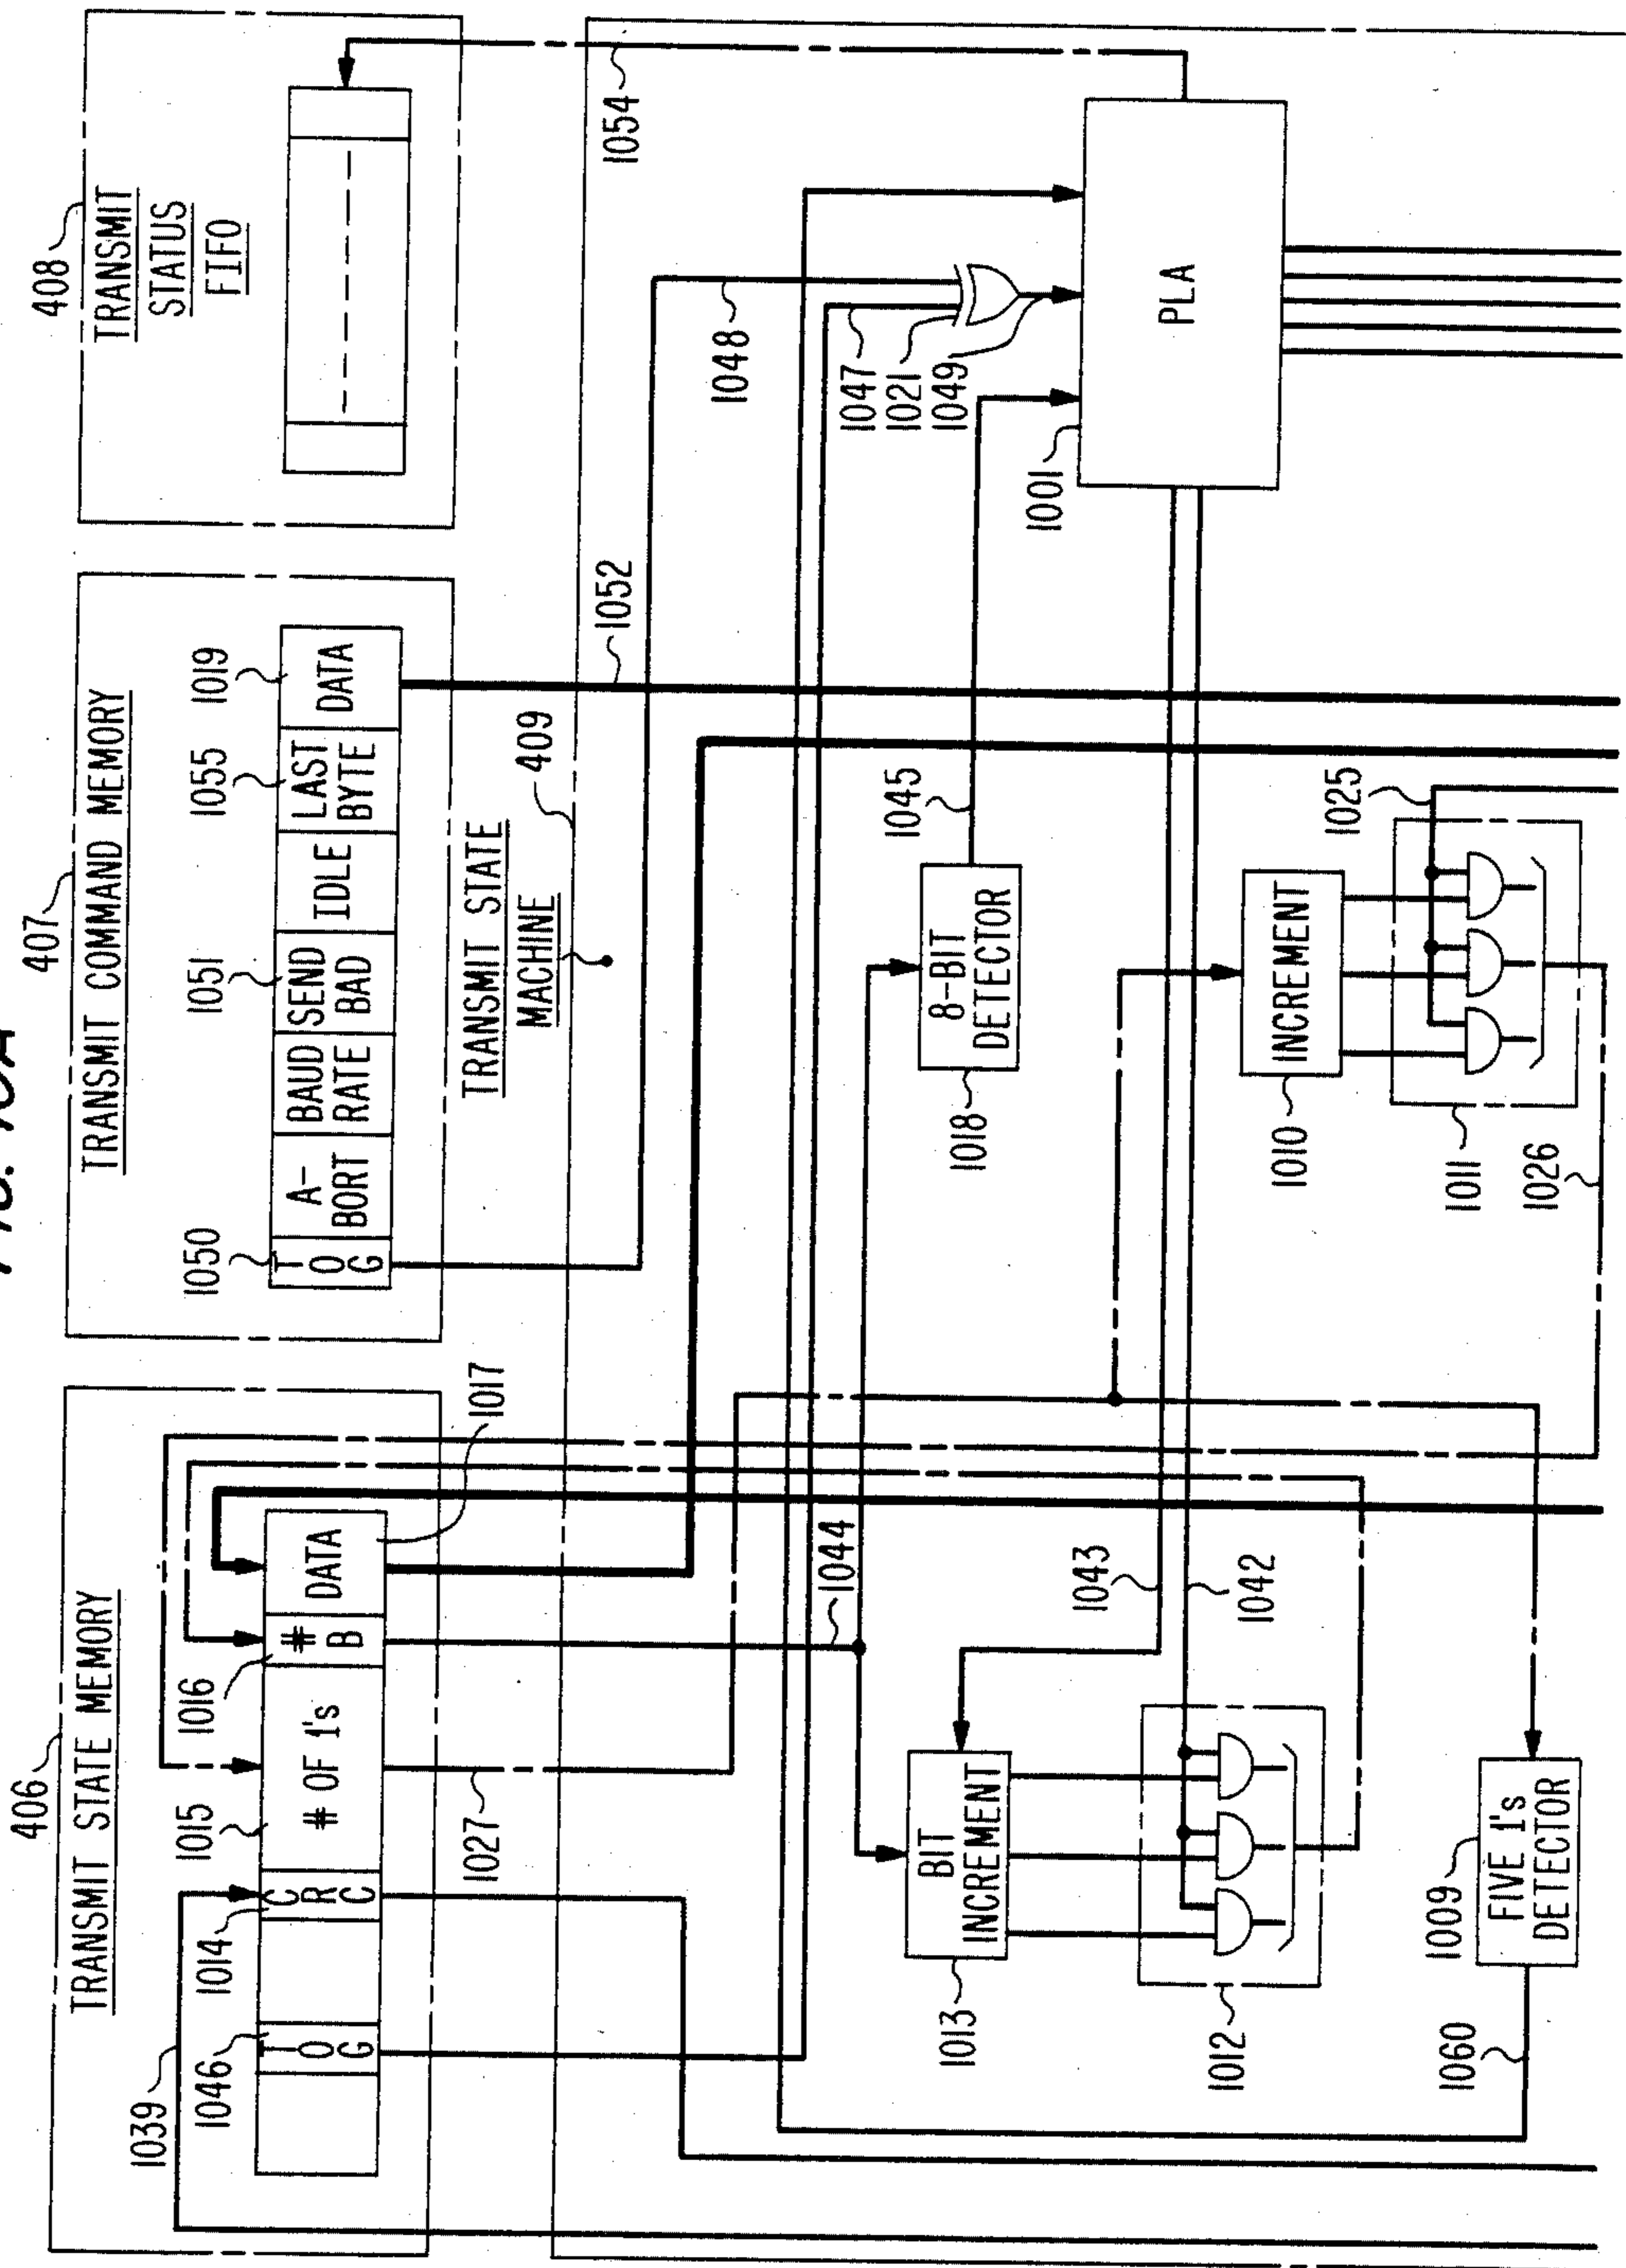 FIG. 10A
406
TRANSMIT STATE MEMORY
1039
1046
TOG
1014
CRC
1015
# OF 1's
1016
# B
DATA
1017
407
TRANSMIT COMMAND MEMORY
1050
TOG
A-
BORT
BAUD
RATE
1051
SEND
BAD
IDLE
1055
LAST
BYTE
1019
DATA
408
TRANSMIT
STATUS
FIFO
TRANSMIT STATE
MACHINE
409
1052
1054
1027
1044
1048
1047
1021
1049
1013
BIT
INCREMENT
1018
8-BIT
DETECTOR
1045
1001
PLA
1043
1042
1012
1010
INCREMENT
1025
1011
1026
1060
1009
FIVE 1's
DETECTOR